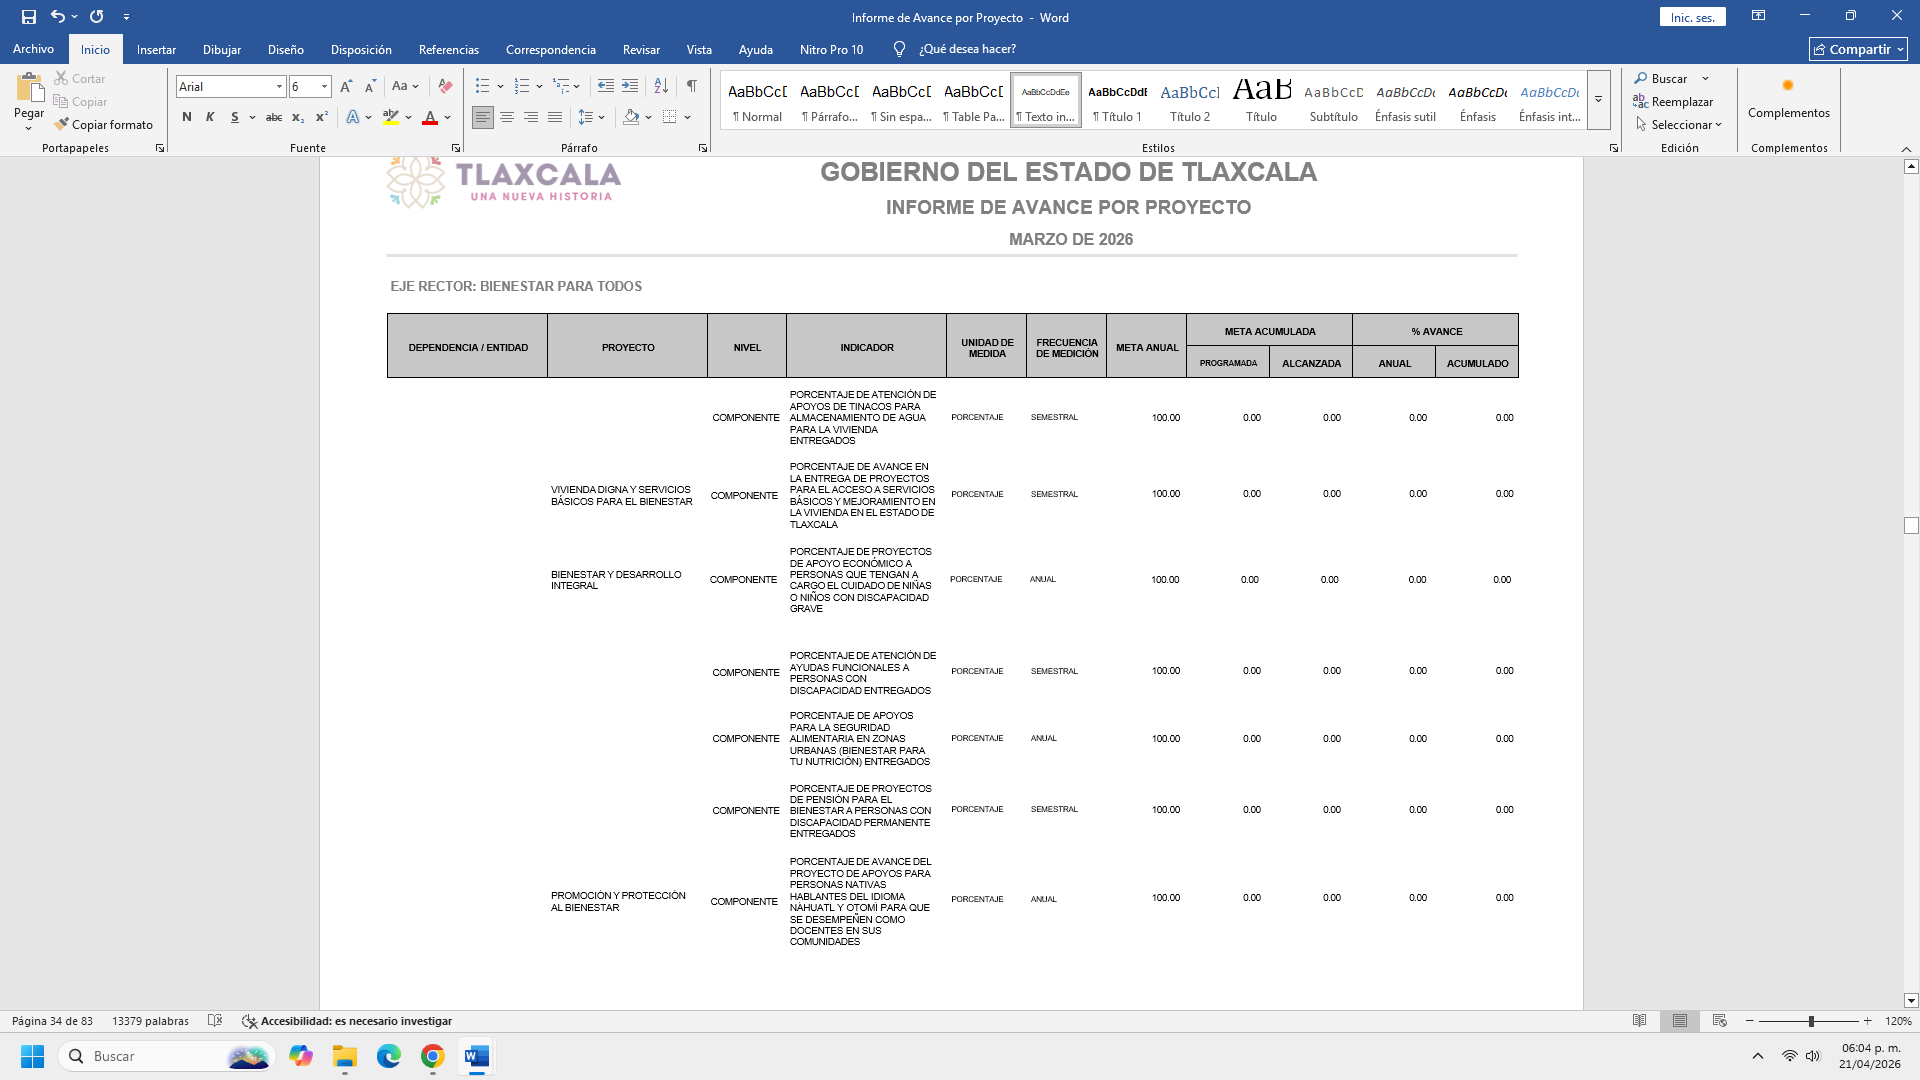 Informe de Avance por Proyecto - Word
Inic. ses.
Archivo Inicio Insertar Dibujar Diseño Disposición Referencias Correspondencia Revisar Vista Ayuda Nitro Pro 10 ¿Qué desea hacer? Compartir
Pegar
Cortar
Copiar
Copiar formato
Portapapeles
Arial 6
Aa
N K S abc x₂ x²
Fuente
Párrafo
AaBbCcDdEe
¶ Normal ¶ Párrafo... ¶ Sin espa... ¶ Table Pa... ¶ Texto in... ¶ Título 1 Título 2 Título Subtítulo Énfasis sutil Énfasis Énfasis int...
Estilos
Buscar
Reemplazar
Seleccionar
Edición
Complementos
Complementos
TLAXCALA
UNA NUEVA HISTORIA
GOBIERNO DEL ESTADO DE TLAXCALA
INFORME DE AVANCE POR PROYECTO
MARZO DE 2026
EJE RECTOR: BIENESTAR PARA TODOS
DEPENDENCIA / ENTIDAD PROYECTO NIVEL INDICADOR UNIDAD DE MEDIDA FRECUENCIA DE MEDICIÓN META ANUAL META ACUMULADA % AVANCE
PROGRAMADA ALCANZADA ANUAL ACUMULADO
PORCENTAJE DE ATENCIÓN DE
APOYOS DE TINACOS PARA
COMPONENTE ALMACENAMIENTO DE AGUA PORCENTAJE SEMESTRAL 100.00 0.00 0.00 0.00 0.00
PARA LA VIVIENDA
ENTREGADOS
PORCENTAJE DE AVANCE EN
LA ENTREGA DE PROYECTOS
VIVIENDA DIGNA Y SERVICIOS PARA EL ACCESO A SERVICIOS
BÁSICOS PARA EL BIENESTAR COMPONENTE BÁSICOS Y MEJORAMIENTO EN PORCENTAJE SEMESTRAL 100.00 0.00 0.00 0.00 0.00
LA VIVIENDA EN EL ESTADO DE
TLAXCALA
PORCENTAJE DE PROYECTOS
DE APOYO ECONÓMICO A
BIENESTAR Y DESARROLLO PERSONAS QUE TENGAN A
INTEGRAL COMPONENTE CARGO EL CUIDADO DE NIÑAS PORCENTAJE ANUAL 100.00 0.00 0.00 0.00 0.00
O NIÑOS CON DISCAPACIDAD
GRAVE
PORCENTAJE DE ATENCIÓN DE
AYUDAS FUNCIONALES A
COMPONENTE PERSONAS CON PORCENTAJE SEMESTRAL 100.00 0.00 0.00 0.00 0.00
DISCAPACIDAD ENTREGADOS
PORCENTAJE DE APOYOS
PARA LA SEGURIDAD
COMPONENTE ALIMENTARIA EN ZONAS PORCENTAJE ANUAL 100.00 0.00 0.00 0.00 0.00
URBANAS (BIENESTAR PARA
TU NUTRICIÓN) ENTREGADOS
PORCENTAJE DE PROYECTOS
DE PENSIÓN PARA EL
COMPONENTE BIENESTAR A PERSONAS CON PORCENTAJE SEMESTRAL 100.00 0.00 0.00 0.00 0.00
DISCAPACIDAD PERMANENTE
ENTREGADOS
PORCENTAJE DE AVANCE DEL
PROYECTO DE APOYOS PARA
PERSONAS NATIVAS
PROMOCIÓN Y PROTECCIÓN HABLANTES DEL IDIOMA
AL BIENESTAR COMPONENTE NÁHUATL Y OTOMÍ PARA QUE PORCENTAJE ANUAL 100.00 0.00 0.00 0.00 0.00
SE DESEMPEÑEN COMO
DOCENTES EN SUS
COMUNIDADES
Página 34 de 83 13379 palabras Accesibilidad: es necesario investigar 120%
Buscar
06:04 p. m.
21/04/2026